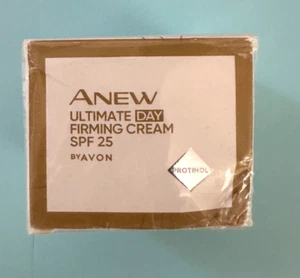 ANEW
ULTIMATE DAY
FIRMING CREAM
SPF 25
BY AVON
PROTINOL